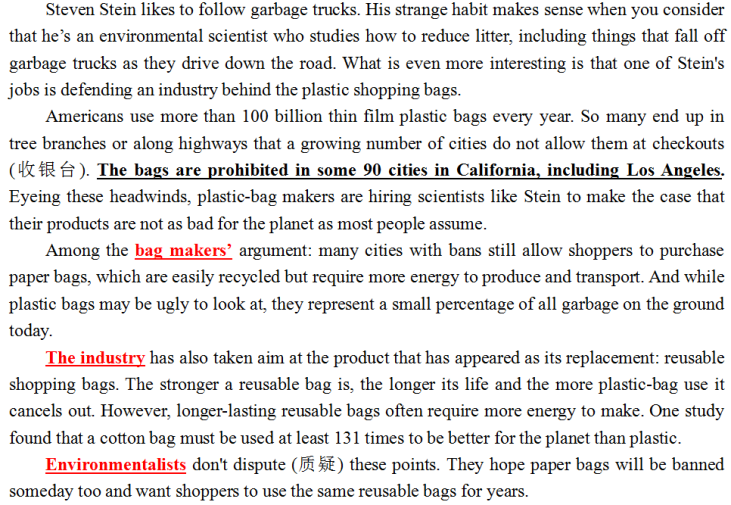 Steven Stein likes to follow garbage trucks. His strange habit makes sense when you consider
that he's an environmental scientist who studies how to reduce litter, including things that fall off
garbage trucks as they drive down the road. What is even more interesting is that one of Stein's
jobs is defending an industry behind the plastic shopping bags.
Americans use more than 100 billion thin film plastic bags every year. So many end up in
tree branches or along highways that a growing number of cities do not allow them at checkouts
(收银台). The bags are prohibited in some 90 cities in California, including Los Angeles.
Eyeing these headwinds, plastic-bag makers are hiring scientists like Stein to make the case that
their products are not as bad for the planet as most people assume.
Among the bag makers' argument: many cities with bans still allow shoppers to purchase
paper bags, which are easily recycled but require more energy to produce and transport. And while
plastic bags may be ugly to look at, they represent a small percentage of all garbage on the ground
today.
The industry has also taken aim at the product that has appeared as its replacement: reusable
shopping bags. The stronger a reusable bag is, the longer its life and the more plastic-bag use it
cancels out. However, longer-lasting reusable bags often require more energy to make. One study
found that a cotton bag must be used at least 131 times to be better for the planet than plastic.
Environmentalists don't dispute (质疑) these points. They hope paper bags will be banned
someday too and want shoppers to use the same reusable bags for years.